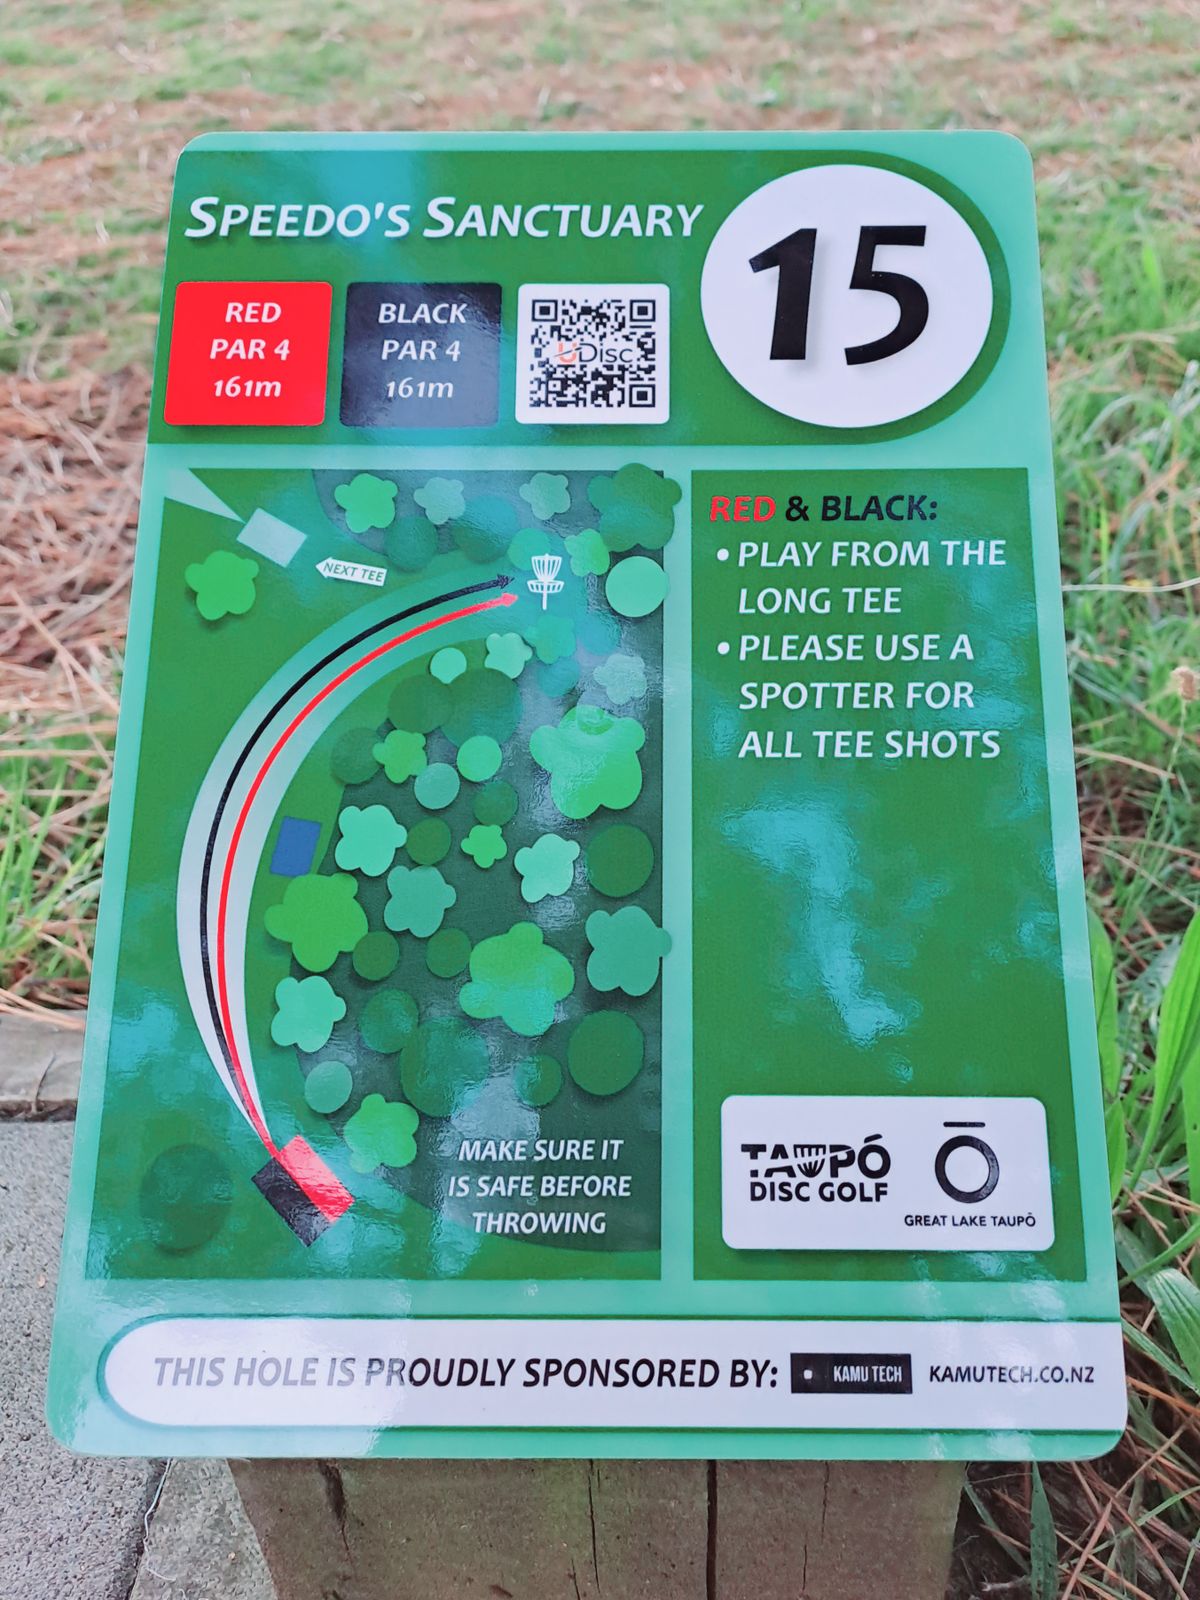 SPEEDO'S SANCTUARY
15
RED
PAR 4
161m
BLACK
PAR 4
161m
UDisc
NEXT TEE
MAKE SURE IT
IS SAFE BEFORE
THROWING
RED & BLACK:
• PLAY FROM THE
LONG TEE
• PLEASE USE A
SPOTTER FOR
ALL TEE SHOTS
TAUPŌ
DISC GOLF
GREAT LAKE TAUPŌ
THIS HOLE IS PROUDLY SPONSORED BY: KAMU TECH KAMUTECH.CO.NZ